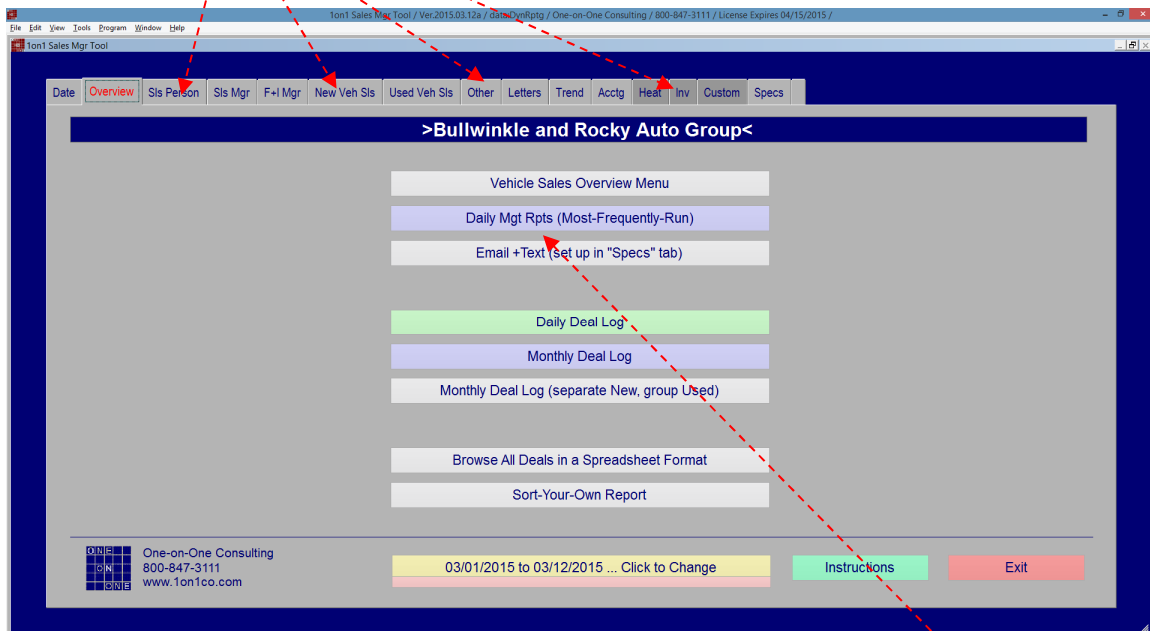 1on1 Sales Mgr Tool / Ver.2015.03.12a / data:DynRptg / One-on-One Consulting / 800-847-3111 / License Expires 04/15/2015 /
File Edit View Tools Program Window Help
1on1 Sales Mgr Tool
Date Overview Sls Person Sls Mgr F+I Mgr New Veh Sls Used Veh Sls Other Letters Trend Acctg Heat Inv Custom Specs
>Bullwinkle and Rocky Auto Group<
Vehicle Sales Overview Menu
Daily Mgt Rpts (Most-Frequently-Run)
Email +Text (set up in "Specs" tab)
Daily Deal Log
Monthly Deal Log
Monthly Deal Log (separate New, group Used)
Browse All Deals in a Spreadsheet Format
Sort-Your-Own Report
ONE
ON
ONE
One-on-One Consulting
800-847-3111
www.1on1co.com
03/01/2015 to 03/12/2015 ... Click to Change
Instructions
Exit